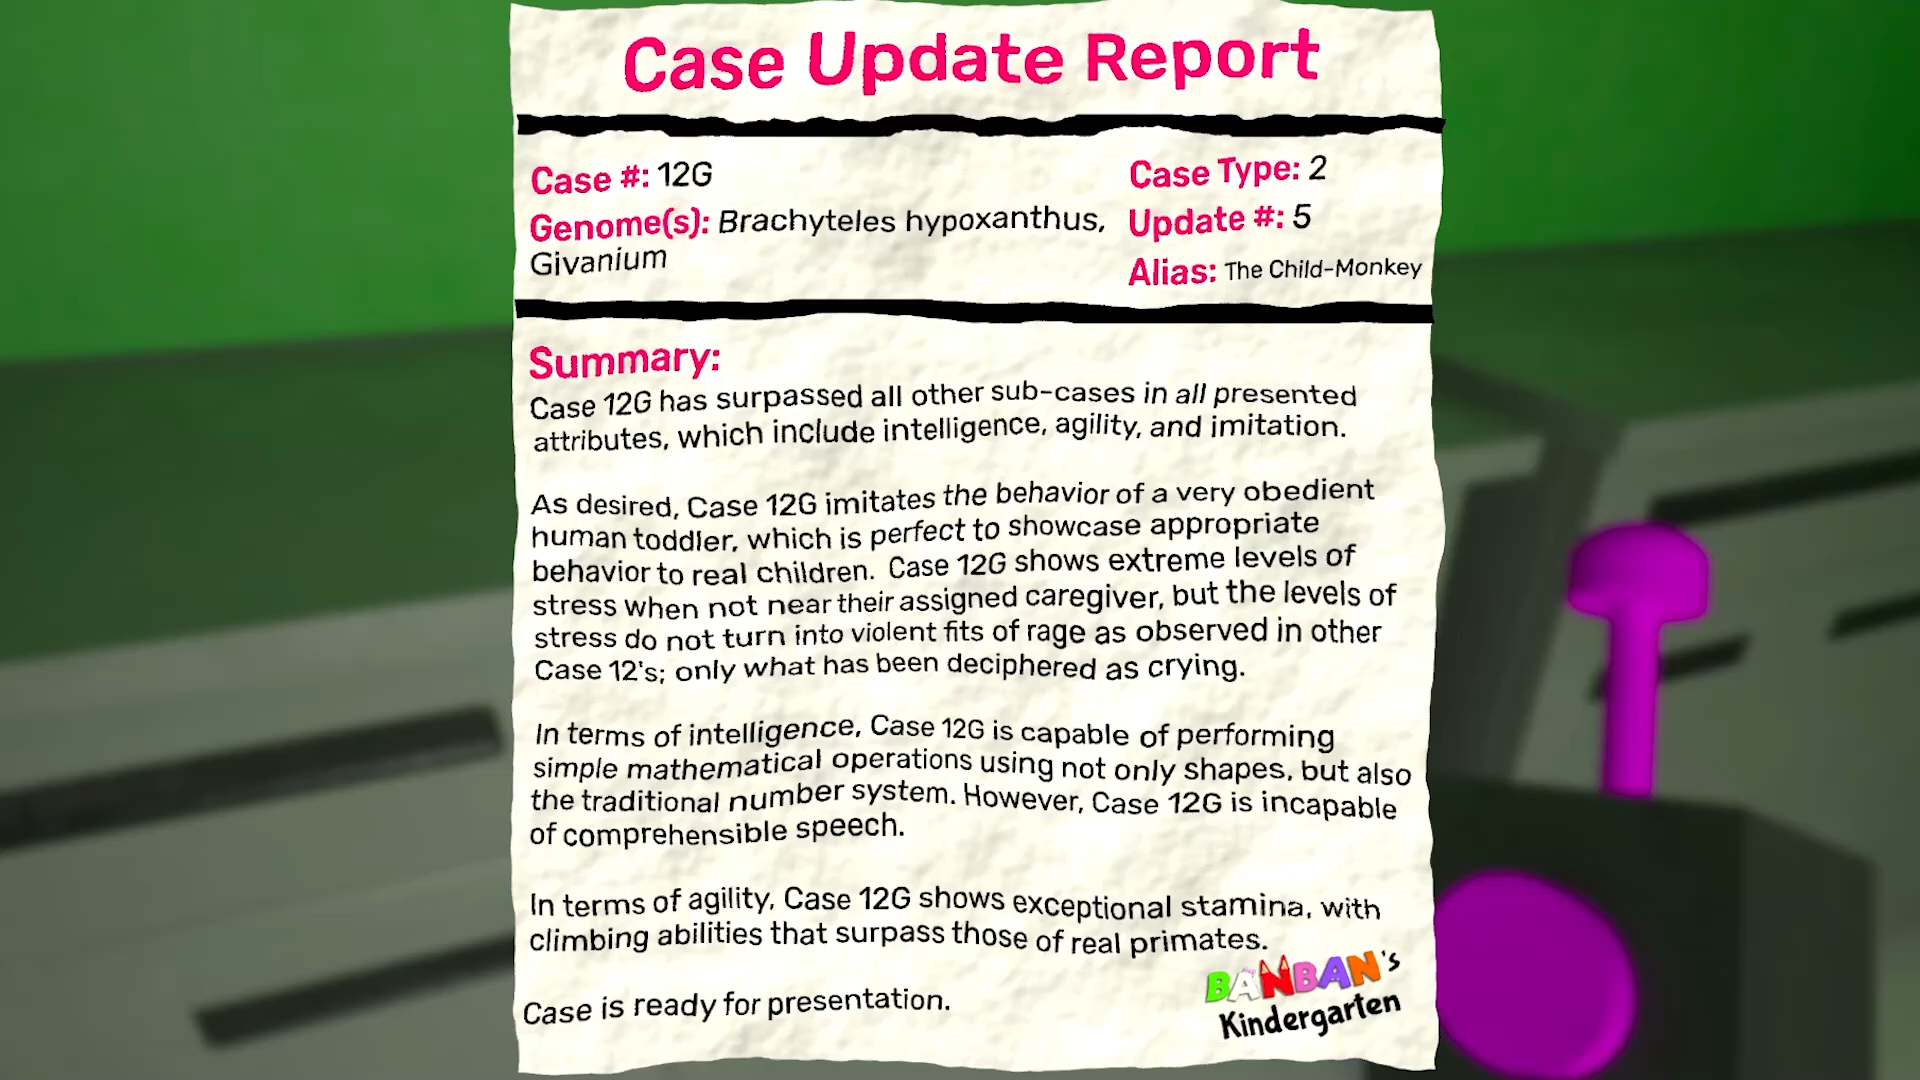 Case Update Report
Case #: 12G
Genome(s): Brachyteles hypoxanthus,
Givanium
Case Type: 2
Update #: 5
Alias: The Child-Monkey
Summary:
Case 12G has surpassed all other sub-cases in all presented
attributes, which include intelligence, agility, and imitation.
As desired, Case 12G imitates the behavior of a very obedient
human toddler, which is perfect to showcase appropriate
behavior to real children. Case 12G shows extreme levels of
stress when not near their assigned caregiver, but the levels of
stress do not turn into violent fits of rage as observed in other
Case 12's; only what has been deciphered as crying.
In terms of intelligence, Case 12G is capable of performing
simple mathematical operations using not only shapes, but also
the traditional number system. However, Case 12G is incapable
of comprehensible speech.
In terms of agility, Case 12G shows exceptional stamina, with
climbing abilities that surpass those of real primates.
Case is ready for presentation.
BANBAN's
Kindergarten